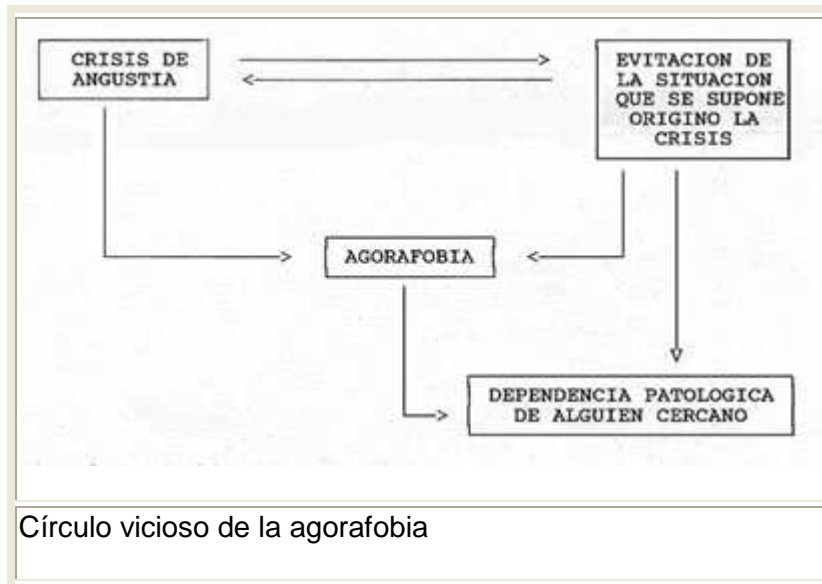 CRISIS DE
ANGUSTIA
EVITACION DE
LA SITUACION
QUE SE SUPONE
ORIGINO LA
CRISIS
AGORAFOBIA
DEPENDENCIA PATOLOGICA
DE ALGUIEN CERCANO
Círculo vicioso de la agorafobia